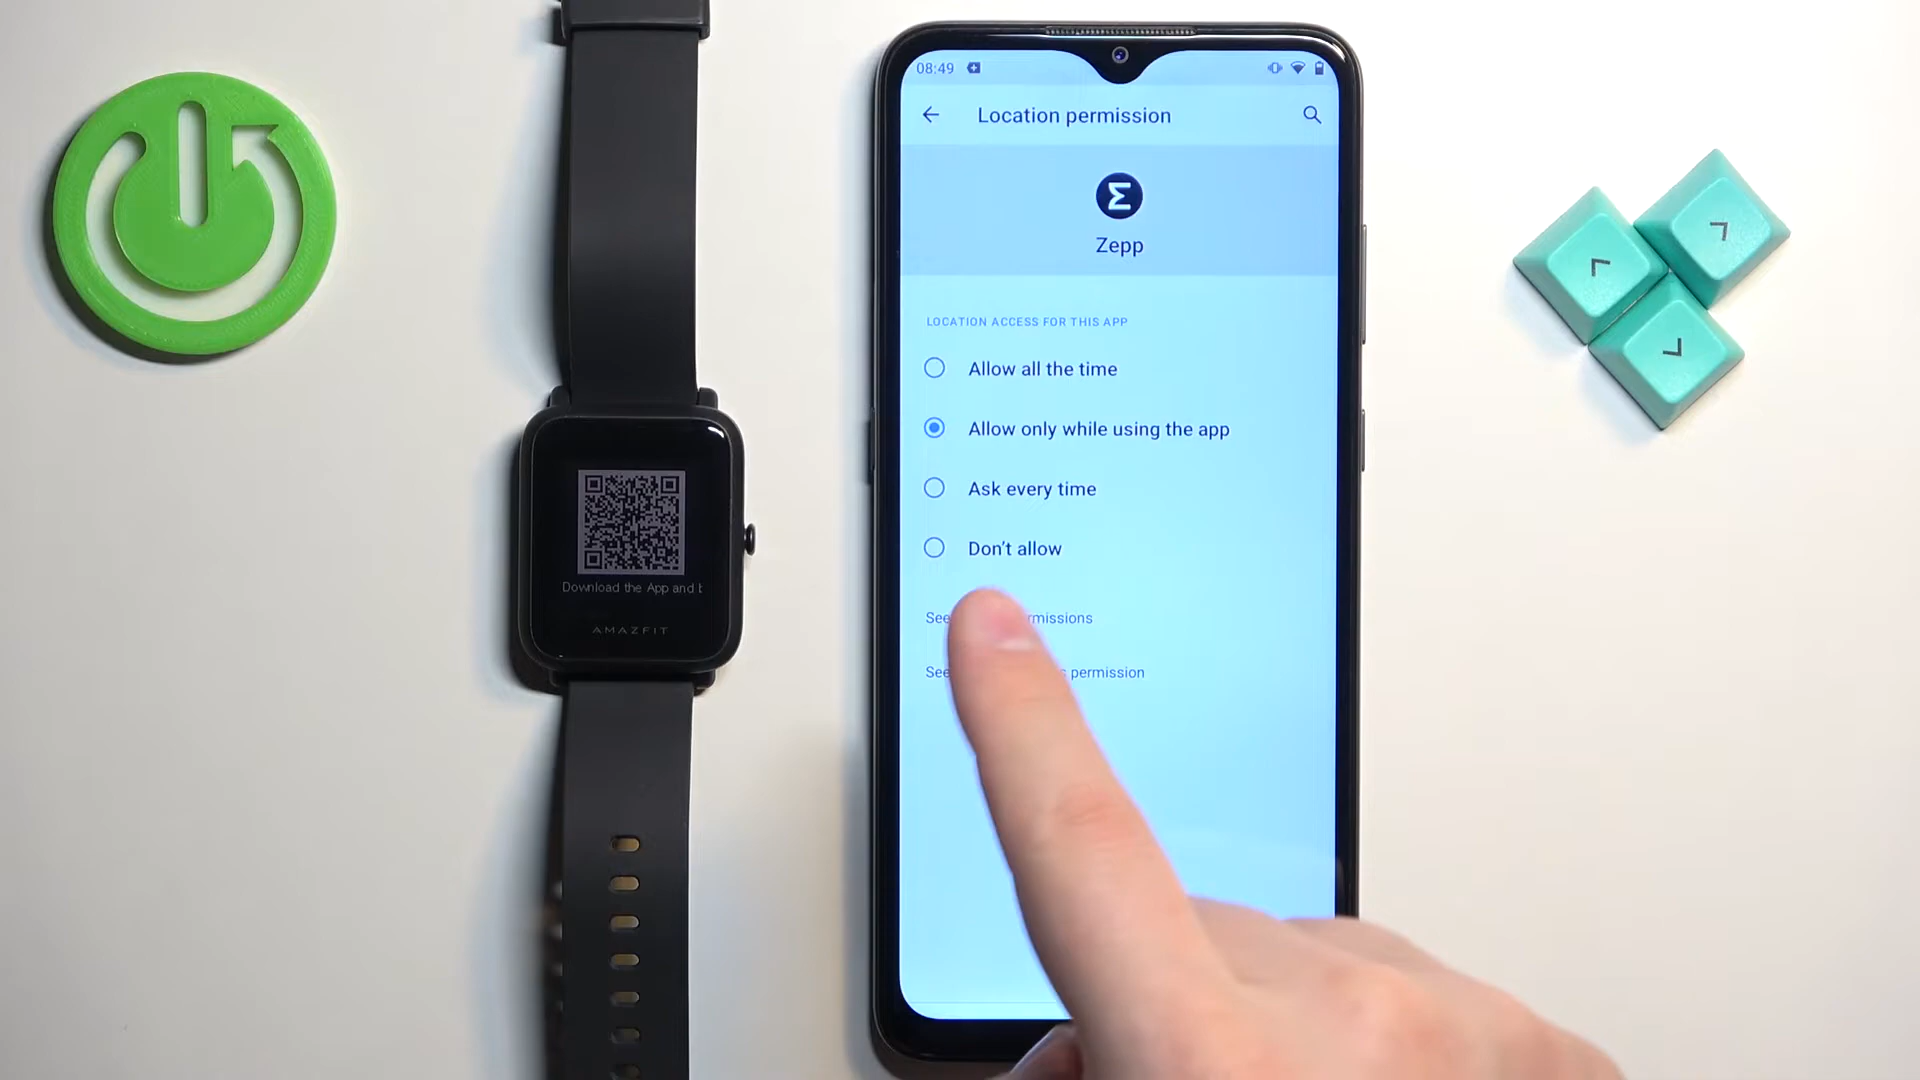 08:49
Location permission
Σ
Zepp
LOCATION ACCESS FOR THIS APP
Allow all the time
Allow only while using the app
Ask every time
Don't allow
See rmissions
See s permission
Download the App and t
AMAZFIT